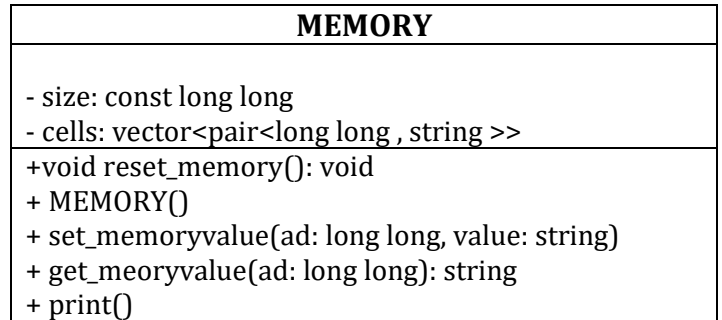 MEMORY
- size: const long long
- cells: vector<pair<long long , string >>
+void reset_memory(): void
+ MEMORY()
+ set_memoryvalue(ad: long long, value: string)
+ get_meoryvalue(ad: long long): string
+ print()